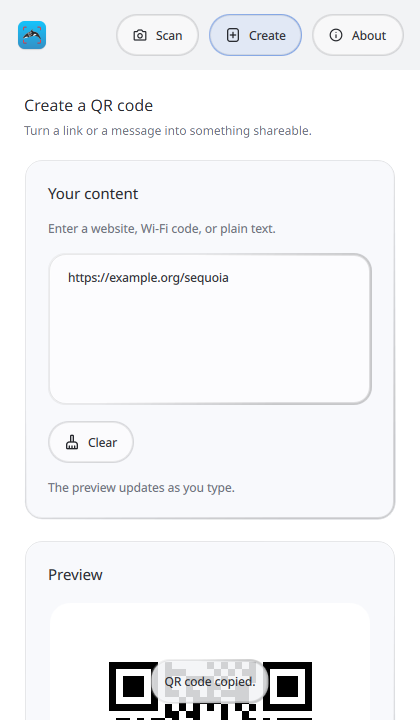 Scan
Create
About
Create a QR code
Turn a link or a message into something shareable.
Your content
Enter a website, Wi-Fi code, or plain text.
https://example.org/sequoia
Clear
The preview updates as you type.
Preview
QR code copied.